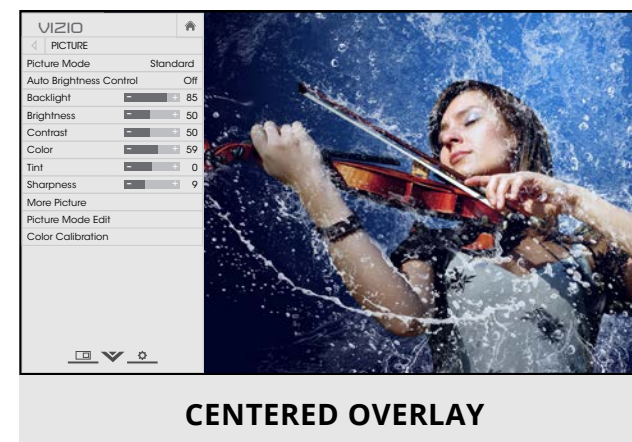 VIZIO
PICTURE
Picture Mode Standard
Auto Brightness Control Off
Backlight 85
Brightness 50
Contrast 50
Color 59
Tint 0
Sharpness 9
More Picture
Picture Mode Edit
Color Calibration
CENTERED OVERLAY